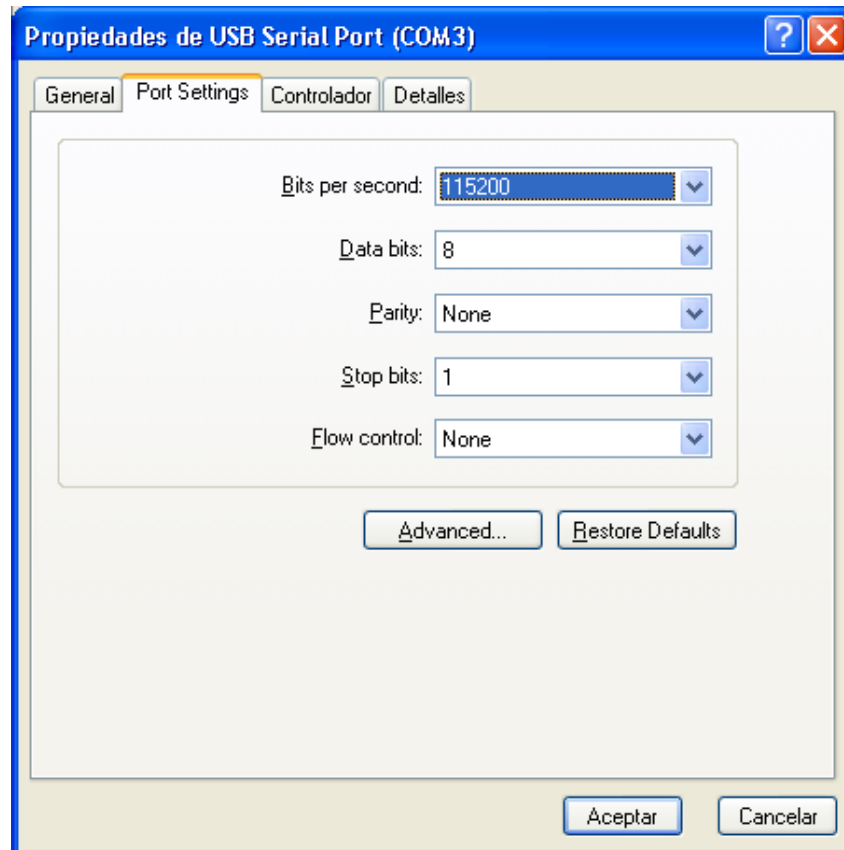 Propiedades de USB Serial Port (COM3)
General Port Settings Controlador Detalles
Bits per second: 115200
Data bits: 8
Parity: None
Stop bits: 1
Flow control: None
Advanced... Restore Defaults
Aceptar Cancelar